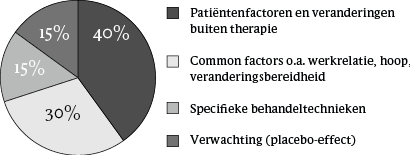 40%
30%
15%
15%
Patiëntenfactoren en veranderingen
buiten therapie
Common factors o.a. werkrelatie, hoop,
veranderingsbereidheid
Specifieke behandeltechnieken
Verwachting (placebo-effect)